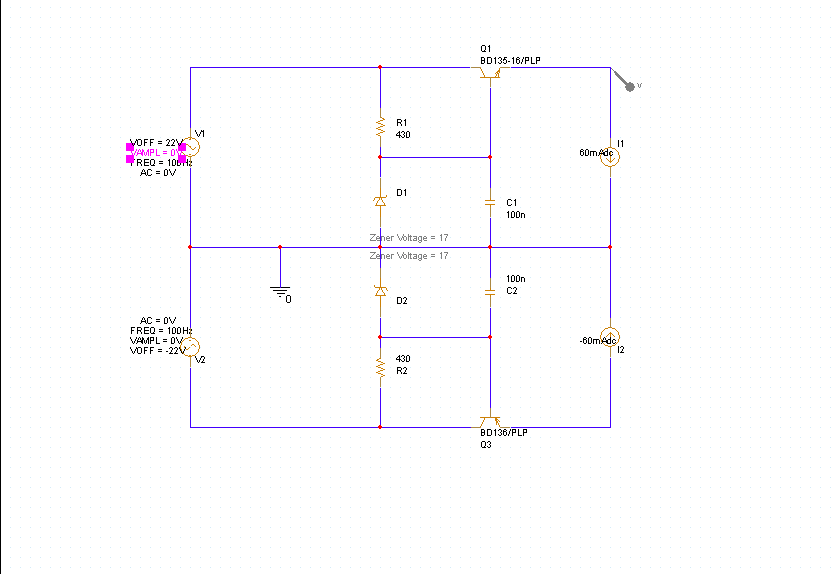 Q1
BD135-16/PLP
V
R1
430
V1
VOFF = 22V
VAMPL = 0V
FREQ = 100Hz
AC = 0V
I1
60mAdc
D1
C1
100n
Zener Voltage = 17
Zener Voltage = 17
100n
C2
0
D2
AC = 0V
FREQ = 100Hz
VAMPL = 0V
VOFF = -22V
V2
-60mAdc
I2
430
R2
BD136/PLP
Q3